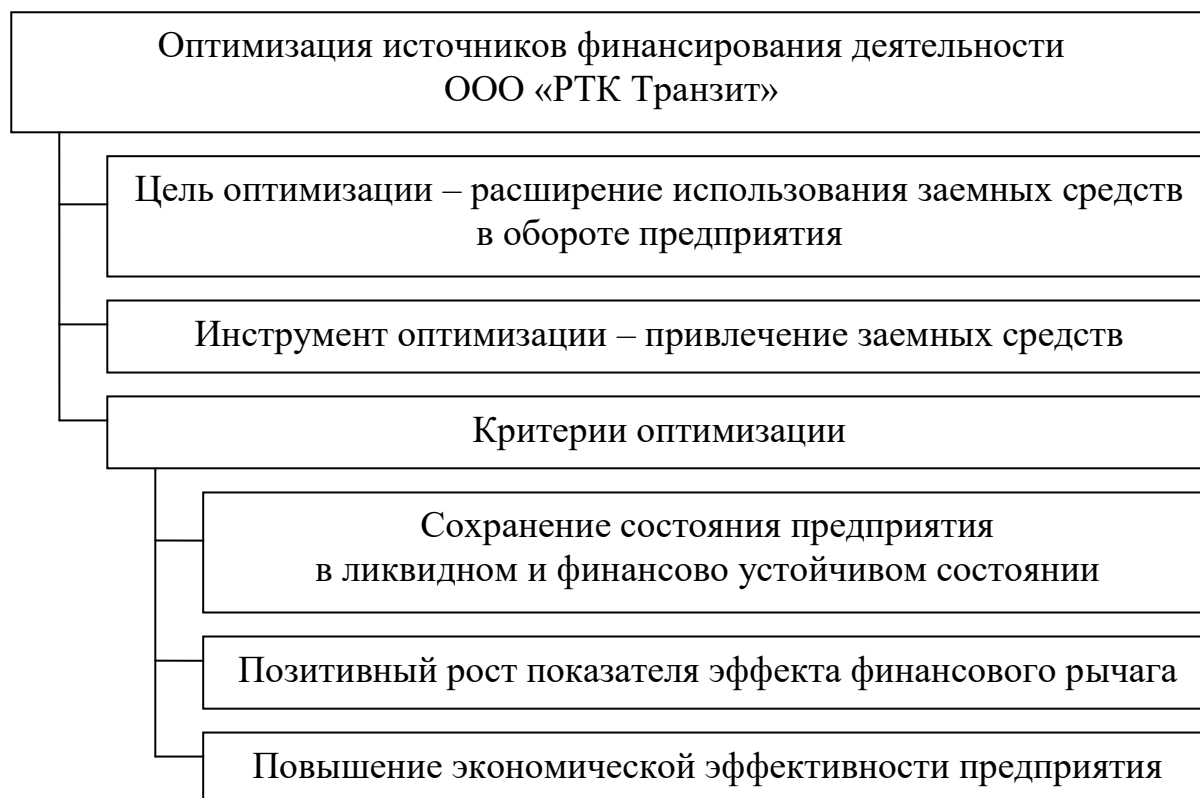 Оптимизация источников финансирования деятельности
ООО «РТК Транзит»
Цель оптимизации – расширение использования заемных средств
в обороте предприятия
Инструмент оптимизации – привлечение заемных средств
Критерии оптимизации
Сохранение состояния предприятия
в ликвидном и финансово устойчивом состоянии
Позитивный рост показателя эффекта финансового рычага
Повышение экономической эффективности предприятия